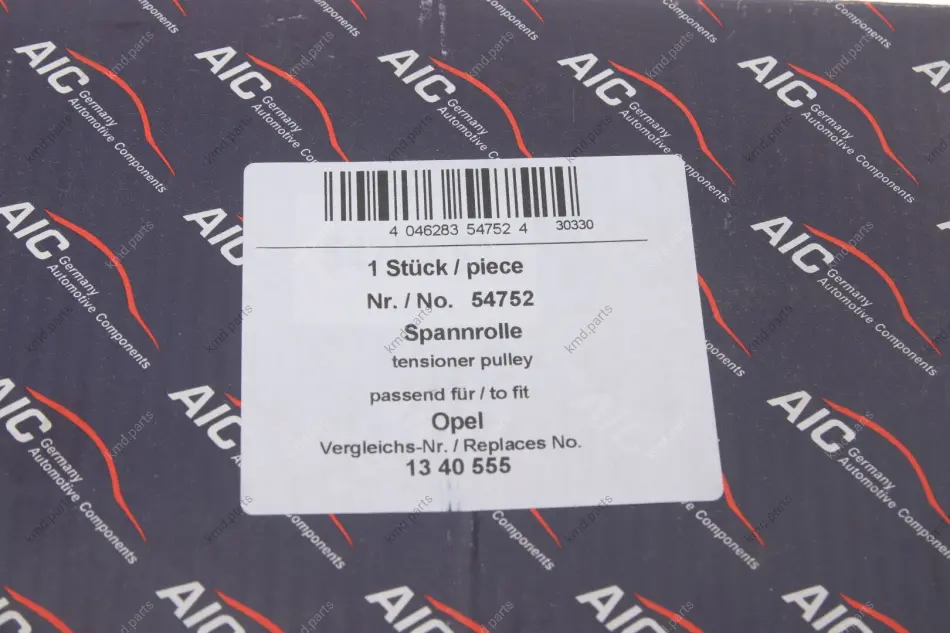 AIC
Germany
Automotive Components
4 046283 54752 4 30330
1 Stück / piece
Nr. / No. 54752
Spannrolle
tensioner pulley
passend für / to fit
Opel
Vergleichs-Nr. / Replaces No.
13 40 555
kmd.parts